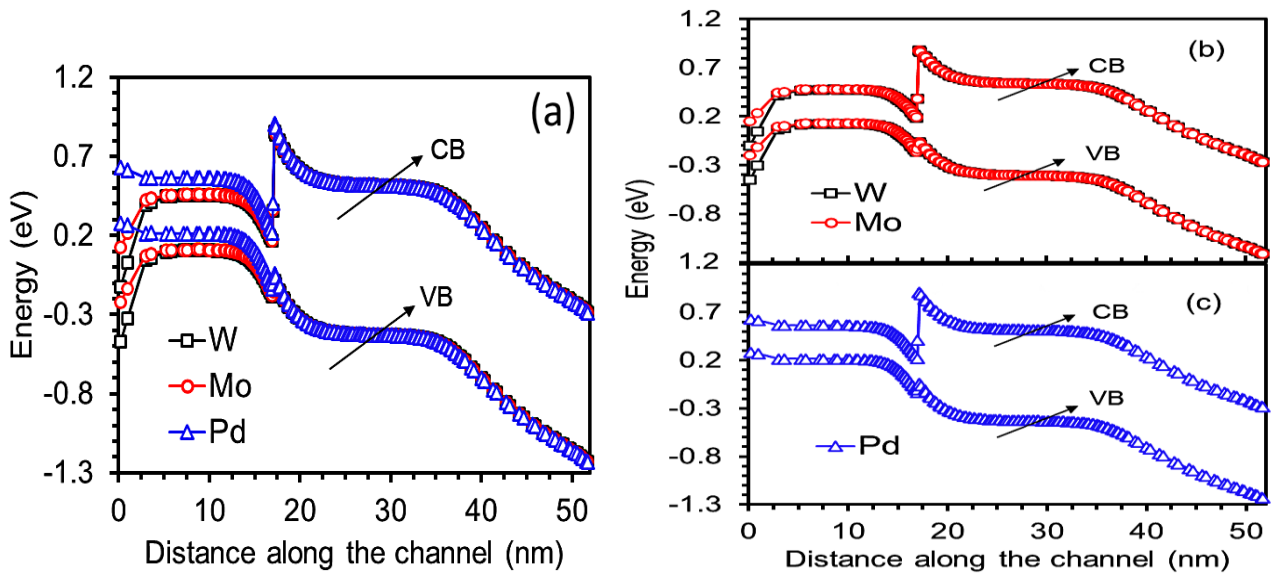 1.2
0.7
0.2
-0.3
-0.8
-1.3
Energy (eV)
(a)
CB
VB
W
Mo
Pd
0 10 20 30 40 50
Distance along the channel (nm)
1.2
0.7
0.2
-0.3
-0.8
1.2
0.7
0.2
-0.3
-0.8
-1.3
Energy (eV)
(b)
CB
VB
W
Mo
(c)
CB
VB
Pd
0 10 20 30 40 50
Distance along the channel (nm)